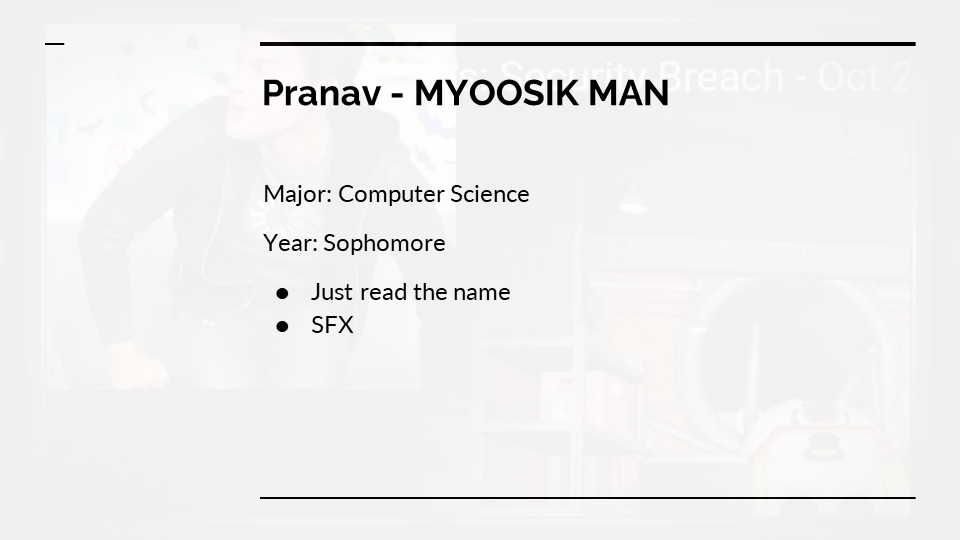 : Security Breach - Oct 2
Pranav - MYOOSIK MAN
Major: Computer Science
Year: Sophomore
● Just read the name
● SFX